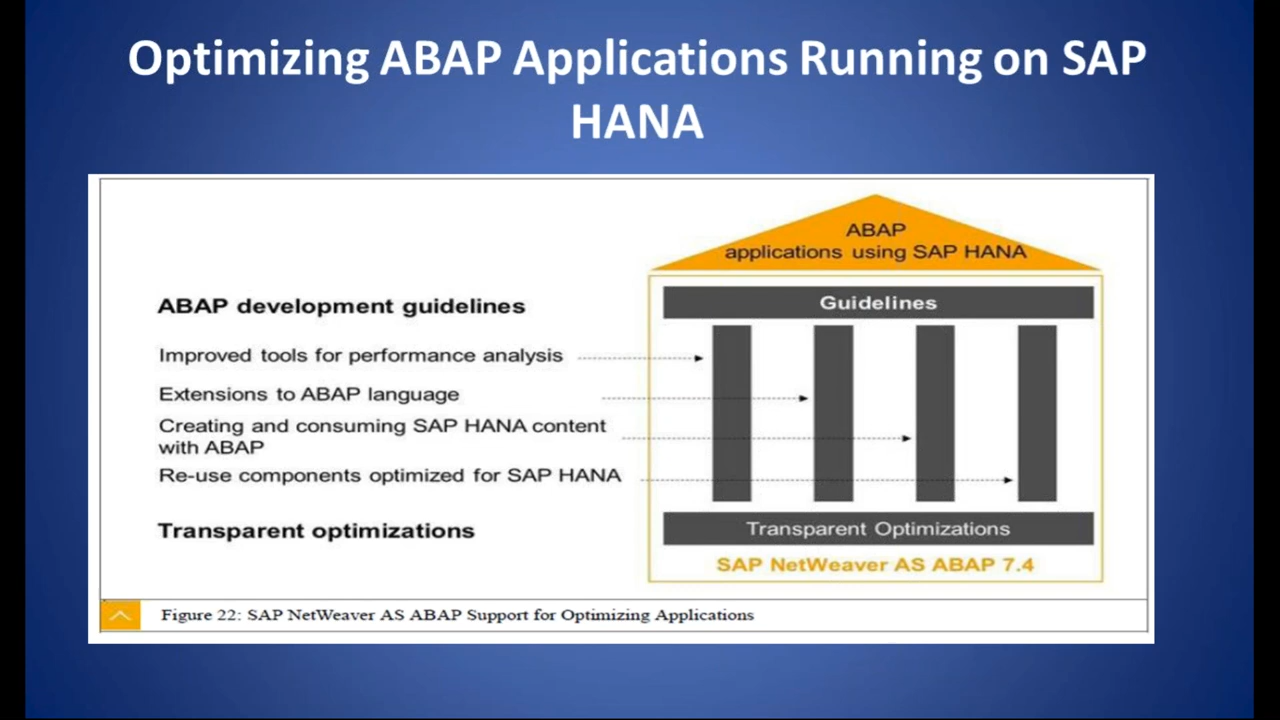 Optimizing ABAP Applications Running on SAP
HANA
ABAP
applications using SAP HANA
ABAP development guidelines
Guidelines
Improved tools for performance analysis
Extensions to ABAP language
Creating and consuming SAP HANA content
with ABAP
Re-use components optimized for SAP HANA
Transparent optimizations
Transparent Optimizations
SAP NetWeaver AS ABAP 7.4
Figure 22: SAP NetWeaver AS ABAP Support for Optimizing Applications